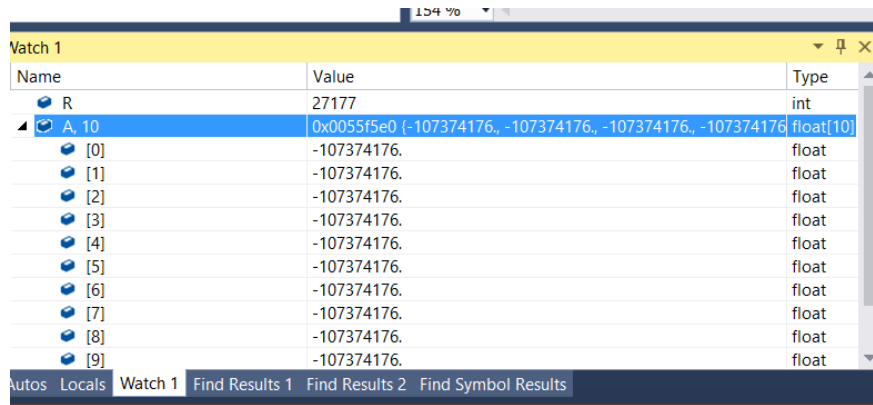 154 %
Watch 1
Name Value Type
R 27177 int
A, 10 0x0055f5e0 {-107374176., -107374176., -107374176., -107374176 float[10]
[0] -107374176. float
[1] -107374176. float
[2] -107374176. float
[3] -107374176. float
[4] -107374176. float
[5] -107374176. float
[6] -107374176. float
[7] -107374176. float
[8] -107374176. float
[9] -107374176. float
Autos Locals Watch 1 Find Results 1 Find Results 2 Find Symbol Results